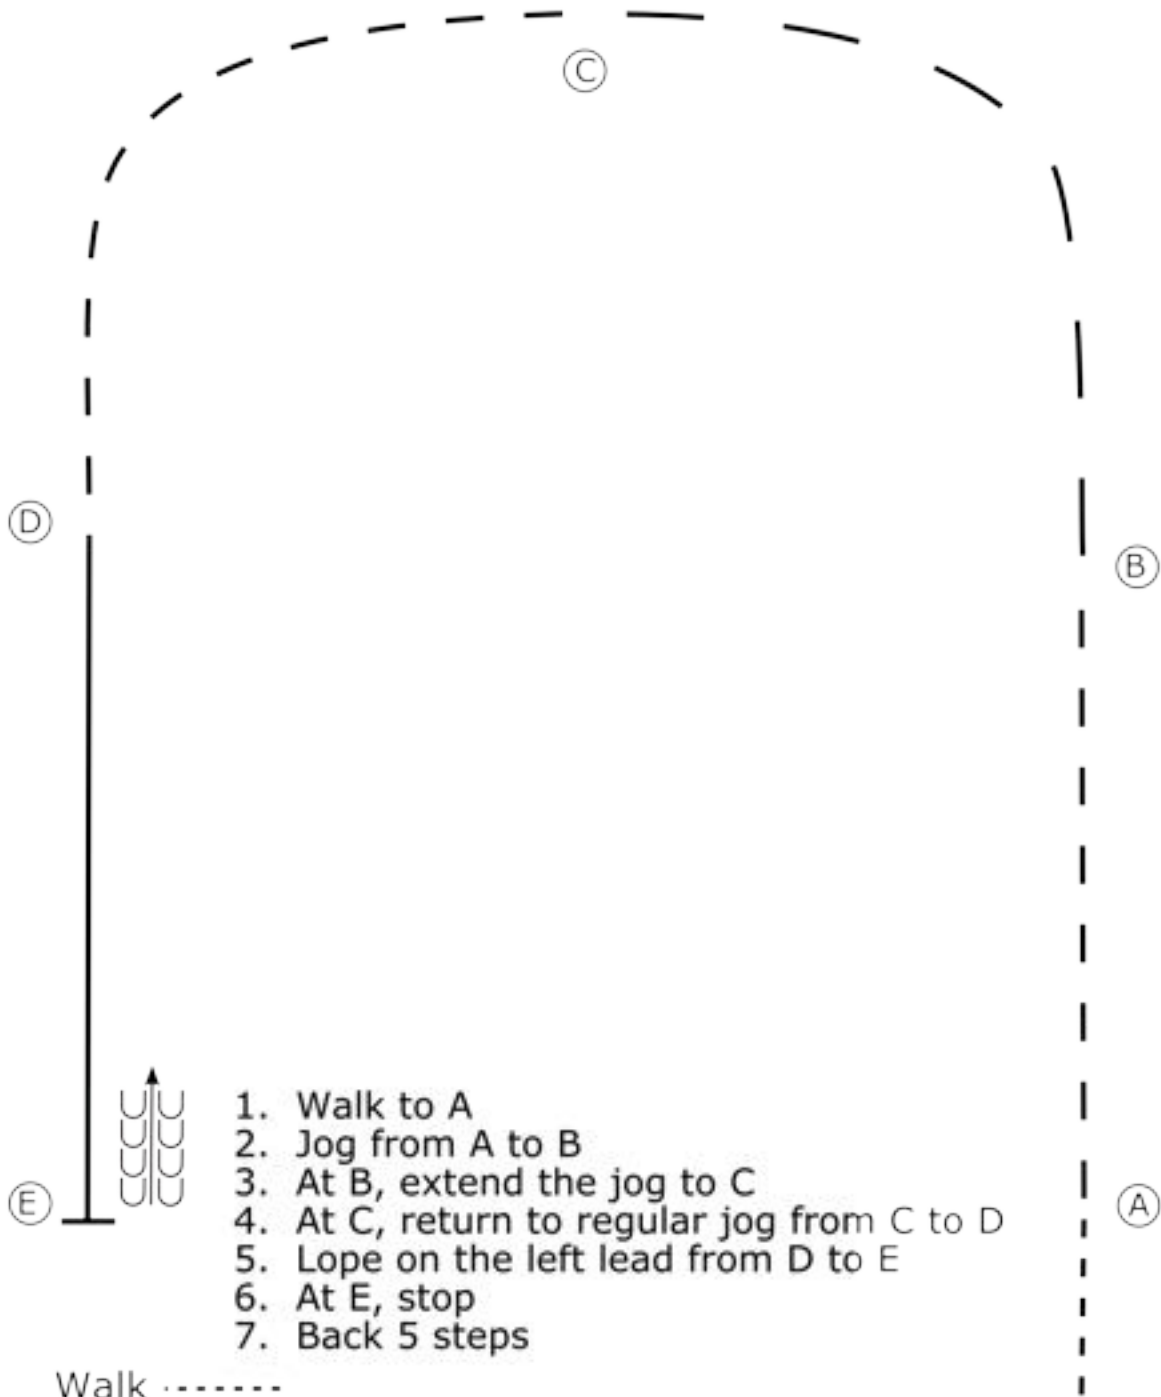 C
D
B
1. Walk to A
2. Jog from A to B
3. At B, extend the jog to C
E
A
4. At C, return to regular jog from C to D
5. Lope on the left lead from D to E
6. At E, stop
7. Back 5 steps
Walk